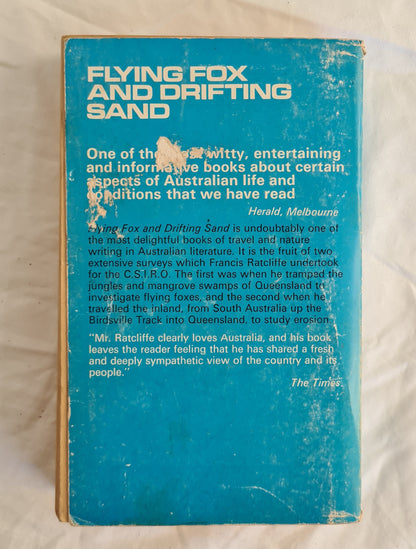 FLYING FOX
AND DRIFTING
SAND
One of the witty, entertaining
and informative books about certain
aspects of Australian life and
conditions that we have read
Herald, Melbourne
Flying Fox and Drifting Sand is undoubtedly one of
the most delightful books of travel and nature
writing in Australian literature. It is the fruit of two
extensive surveys which Francis Ratcliffe undertook
for the C.S.I.R.O. The first was when he tramped the
jungles and mangrove swamps of Queensland to
investigate flying foxes, and the second when he
travelled the inland, from South Australia up the
Birdsville Track into Queensland, to study erosion
"Mr. Ratcliffe clearly loves Australia, and his book
leaves the reader feeling that he has shared a fresh
and deeply sympathetic view of the country and its
people."
The Times.